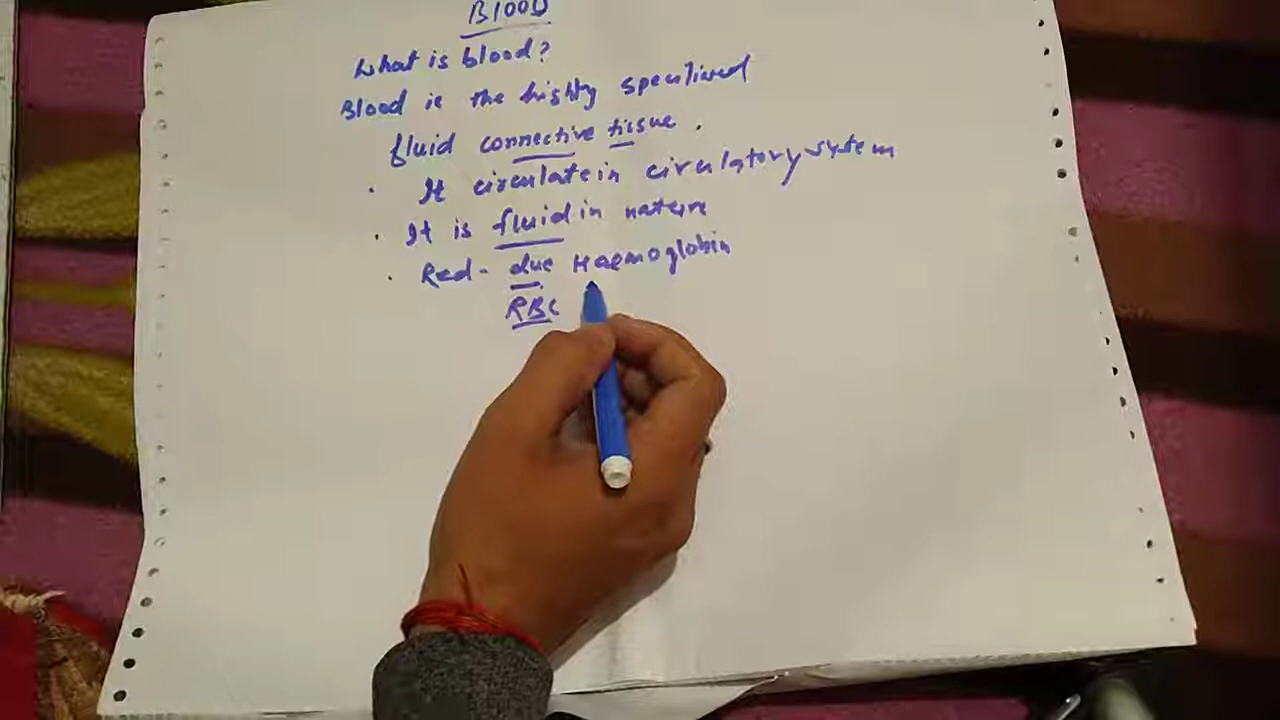 BlOOD
What is blood?
Blood is the highly specilized
fluid connective tissue.
· It circulate in circulatory system
· It is fluid in nature
· Red- due Haemoglobin
RBC